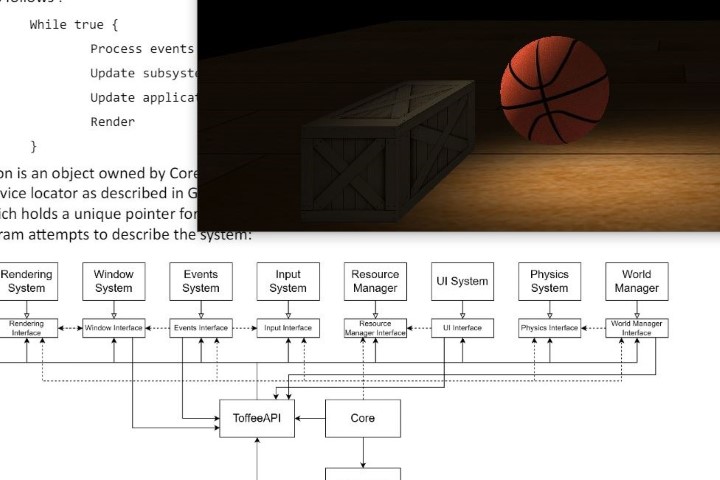 While true {
Process events
Update
Update
Render
}
on is an object owned by Core
vice locator as described in
ich holds a unique pointer for
ram attempts to describe the system:
Rendering System
Window System
Events System
Input System
Resource Manager
UI System
Physics System
World Manager
Rendering Interface
Window Interface
Events Interface
Input Interface
Resource Manager Interface
UI Interface
Physics Interface
World Manager Interface
ToffeeAPI
Core